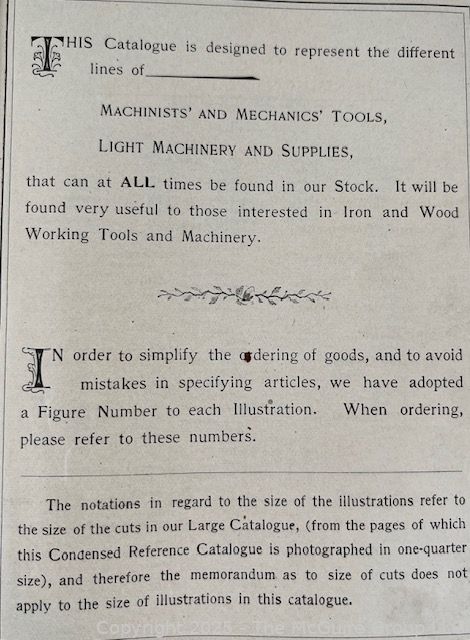 THIS Catalogue is designed to represent the different
lines of
MACHINISTS' AND MECHANICS' TOOLS,
LIGHT MACHINERY AND SUPPLIES,
that can at ALL times be found in our Stock. It will be
found very useful to those interested in Iron and Wood
Working Tools and Machinery.
IN order to simplify the ordering of goods, and to avoid
mistakes in specifying articles, we have adopted
a Figure Number to each Illustration. When ordering,
please refer to these numbers.
The notations in regard to the size of the illustrations refer to
the size of the cuts in our Large Catalogue, (from the pages of which
this Condensed Reference Catalogue is photographed in one-quarter
size), and therefore the memorandum as to size of cuts does not
apply to the size of illustrations in this catalogue.
Copyright 2025 - The McGuire Group